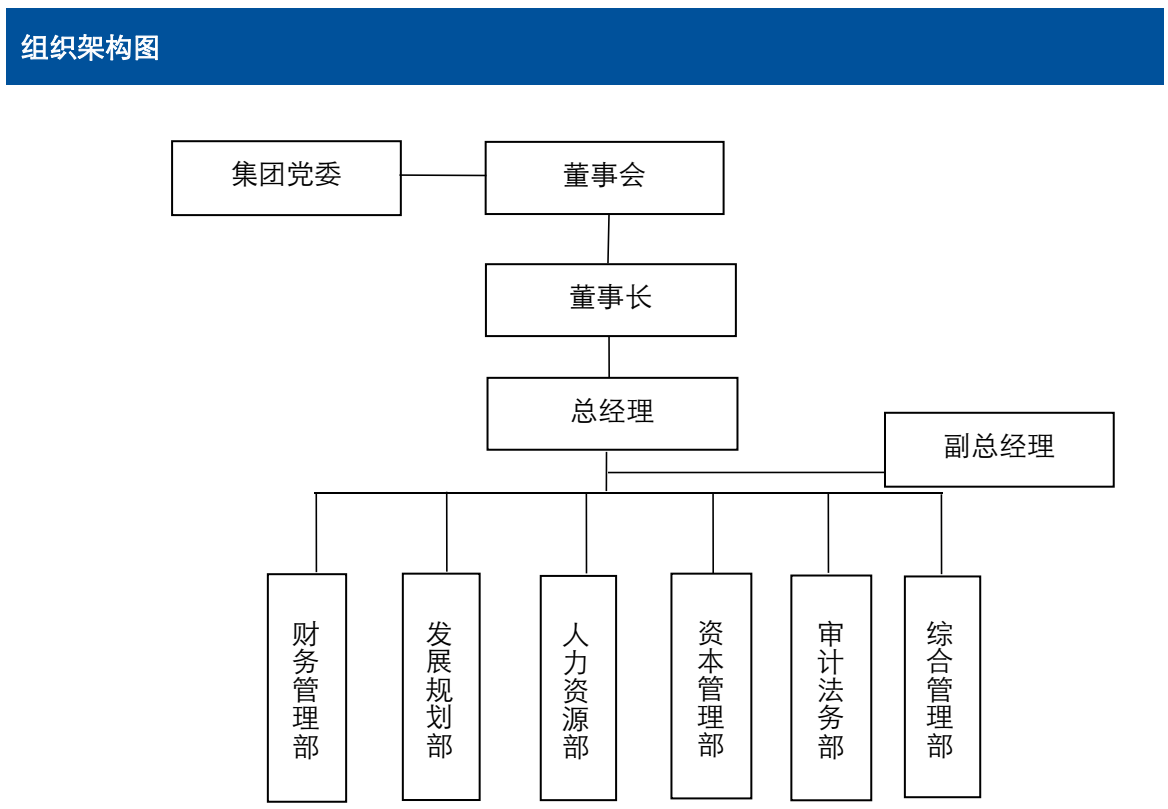 组织架构图
集团党委
董事会
董事长
总经理
副总经理
财务管理部
发展规划部
人力资源部
资本管理部
审计法务部
综合管理部